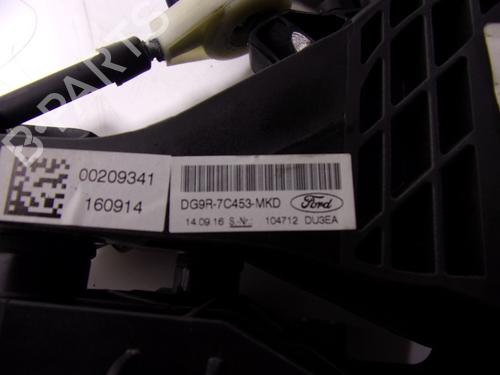 B-PARTS
00209341
160914
DG9R-7C453-MKD
Ford
14.09.16 S.-Nr.: 104712 DU3EA